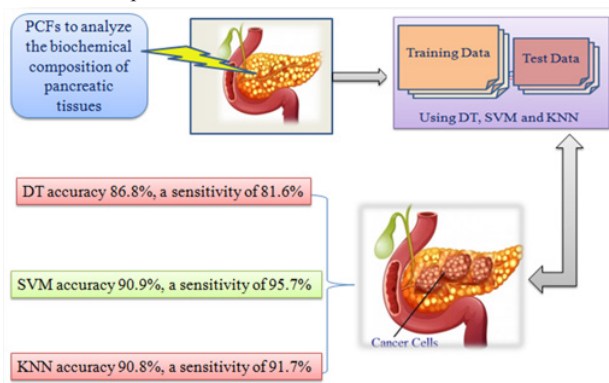 PCFs to analyze
the biochemical
composition of
pancreatic
tissues
Training Data
Test Data
Using DT, SVM and KNN
DT accuracy 86.8%, a sensitivity of 81.6%
SVM accuracy 90.9%, a sensitivity of 95.7%
KNN accuracy 90.8%, a sensitivity of 91.7%
Cancer Cells